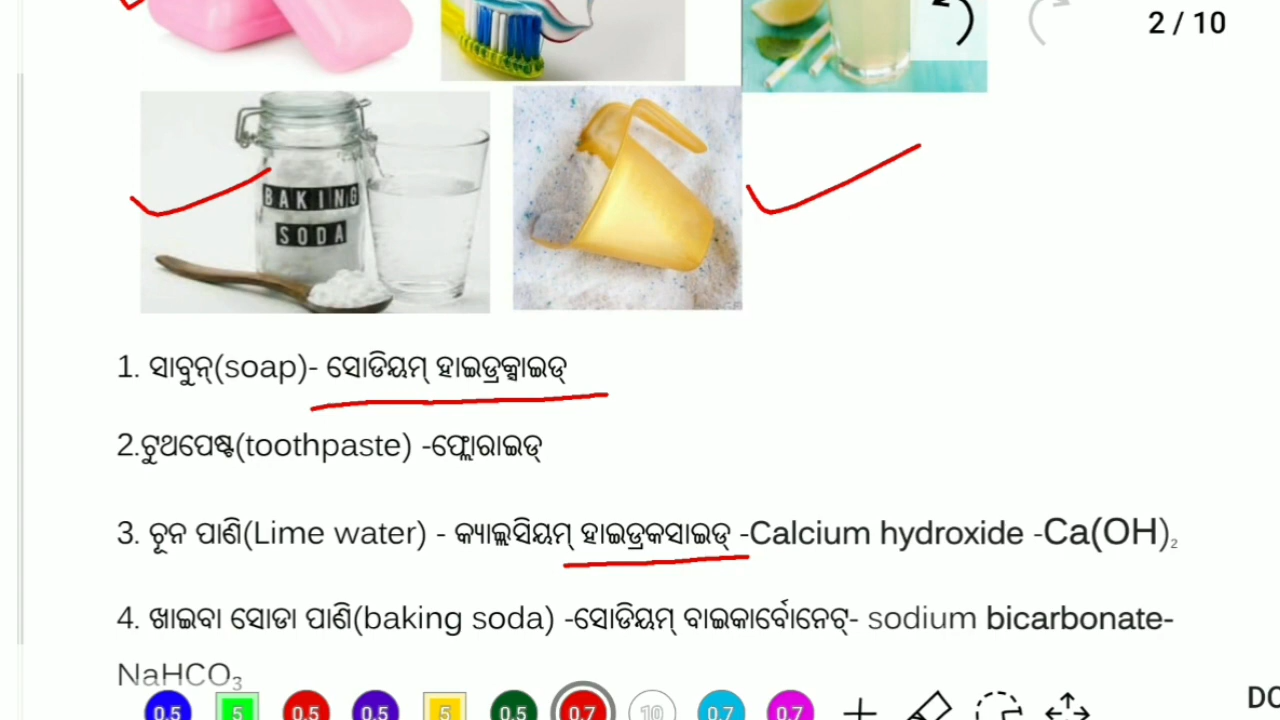 2 / 10
BAKING
SODA
1. ସାବୁନ୍(soap)- ସୋଡିୟମ୍ ହାଇଡ୍ରକ୍ସାଇଡ୍
2.ଟୁଥପେଷ୍ଟ(toothpaste) -ଫ୍ଲୋରାଇଡ୍
3. ଚୂନ ପାଣି(Lime water) - କ୍ୟାଲ୍ସିୟମ୍ ହାଇଡ୍ରକସାଇଡ୍ -Calcium hydroxide -Ca(OH)₂
4. ଖାଇବା ସୋଡା ପାଣି(baking soda) -ସୋଡିୟମ୍ ବାଇକାର୍ବୋନେଟ୍- sodium bicarbonate-
NaHCO₃
0.5 5 0.5 0.5 5 0.5 0.7 10 0.7 0.7